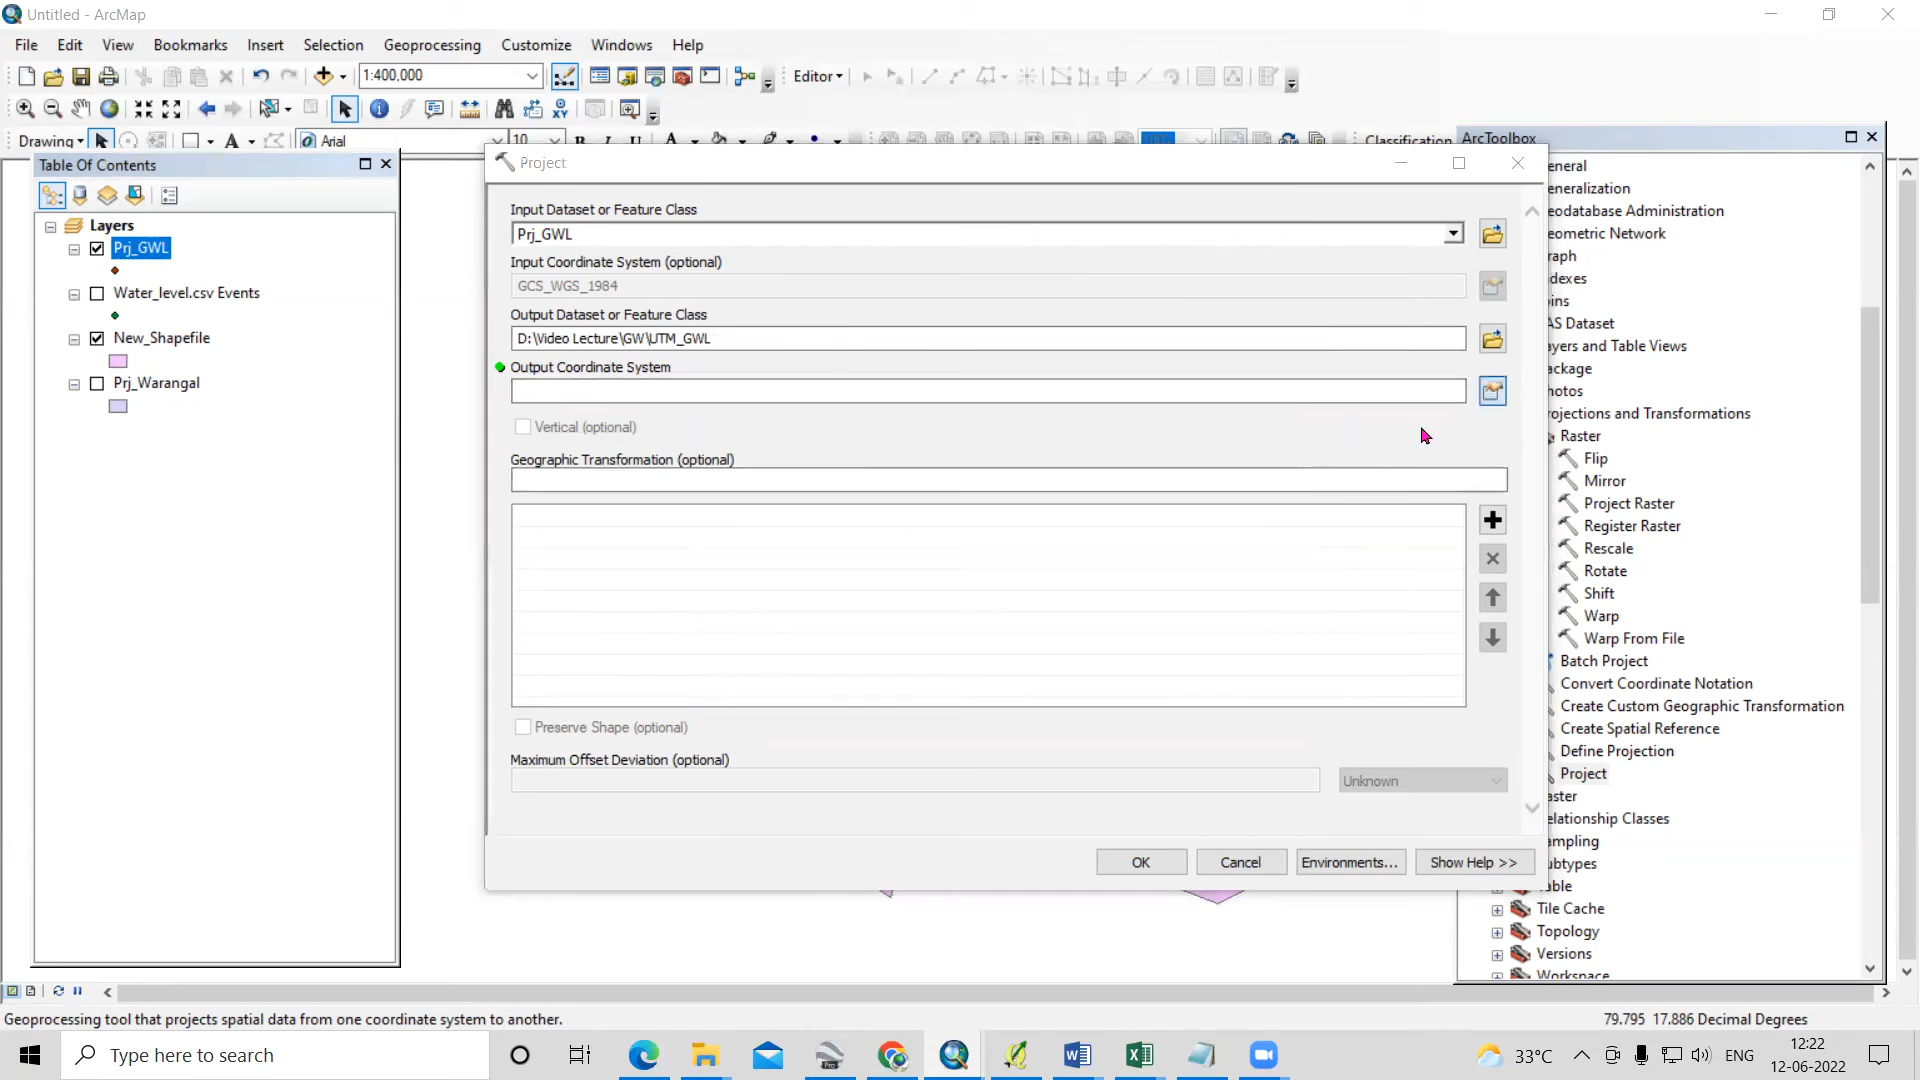 Untitled - ArcMap
File Edit View Bookmarks Insert Selection Geoprocessing Customize Windows Help
1:400,000
Editor
Drawing
A
Arial
10
B I U A
Classification
ArcToolbox
Table Of Contents
Layers
Prj_GWL
Water_level.csv Events
New_Shapefile
Prj_Warangal
Project
Input Dataset or Feature Class
Prj_GWL
Input Coordinate System (optional)
GCS_WGS_1984
Output Dataset or Feature Class
D:\Video Lecture\GW\UTM_GWL
Output Coordinate System
Vertical (optional)
Geographic Transformation (optional)
Preserve Shape (optional)
Maximum Offset Deviation (optional)
Unknown
OK Cancel Environments... Show Help >>
eneral
eneralization
eodatabase Administration
eometric Network
raph
dexes
ins
AS Dataset
ayers and Table Views
ackage
hotos
rojections and Transformations
Raster
Flip
Mirror
Project Raster
Register Raster
Rescale
Rotate
Shift
Warp
Warp From File
Batch Project
Convert Coordinate Notation
Create Custom Geographic Transformation
Create Spatial Reference
Define Projection
Project
aster
elationship Classes
ampling
ubtypes
able
Tile Cache
Topology
Versions
Workspace
Geoprocessing tool that projects spatial data from one coordinate system to another.
79.795 17.886 Decimal Degrees
Type here to search
33°C
ENG
12:22
12-06-2022